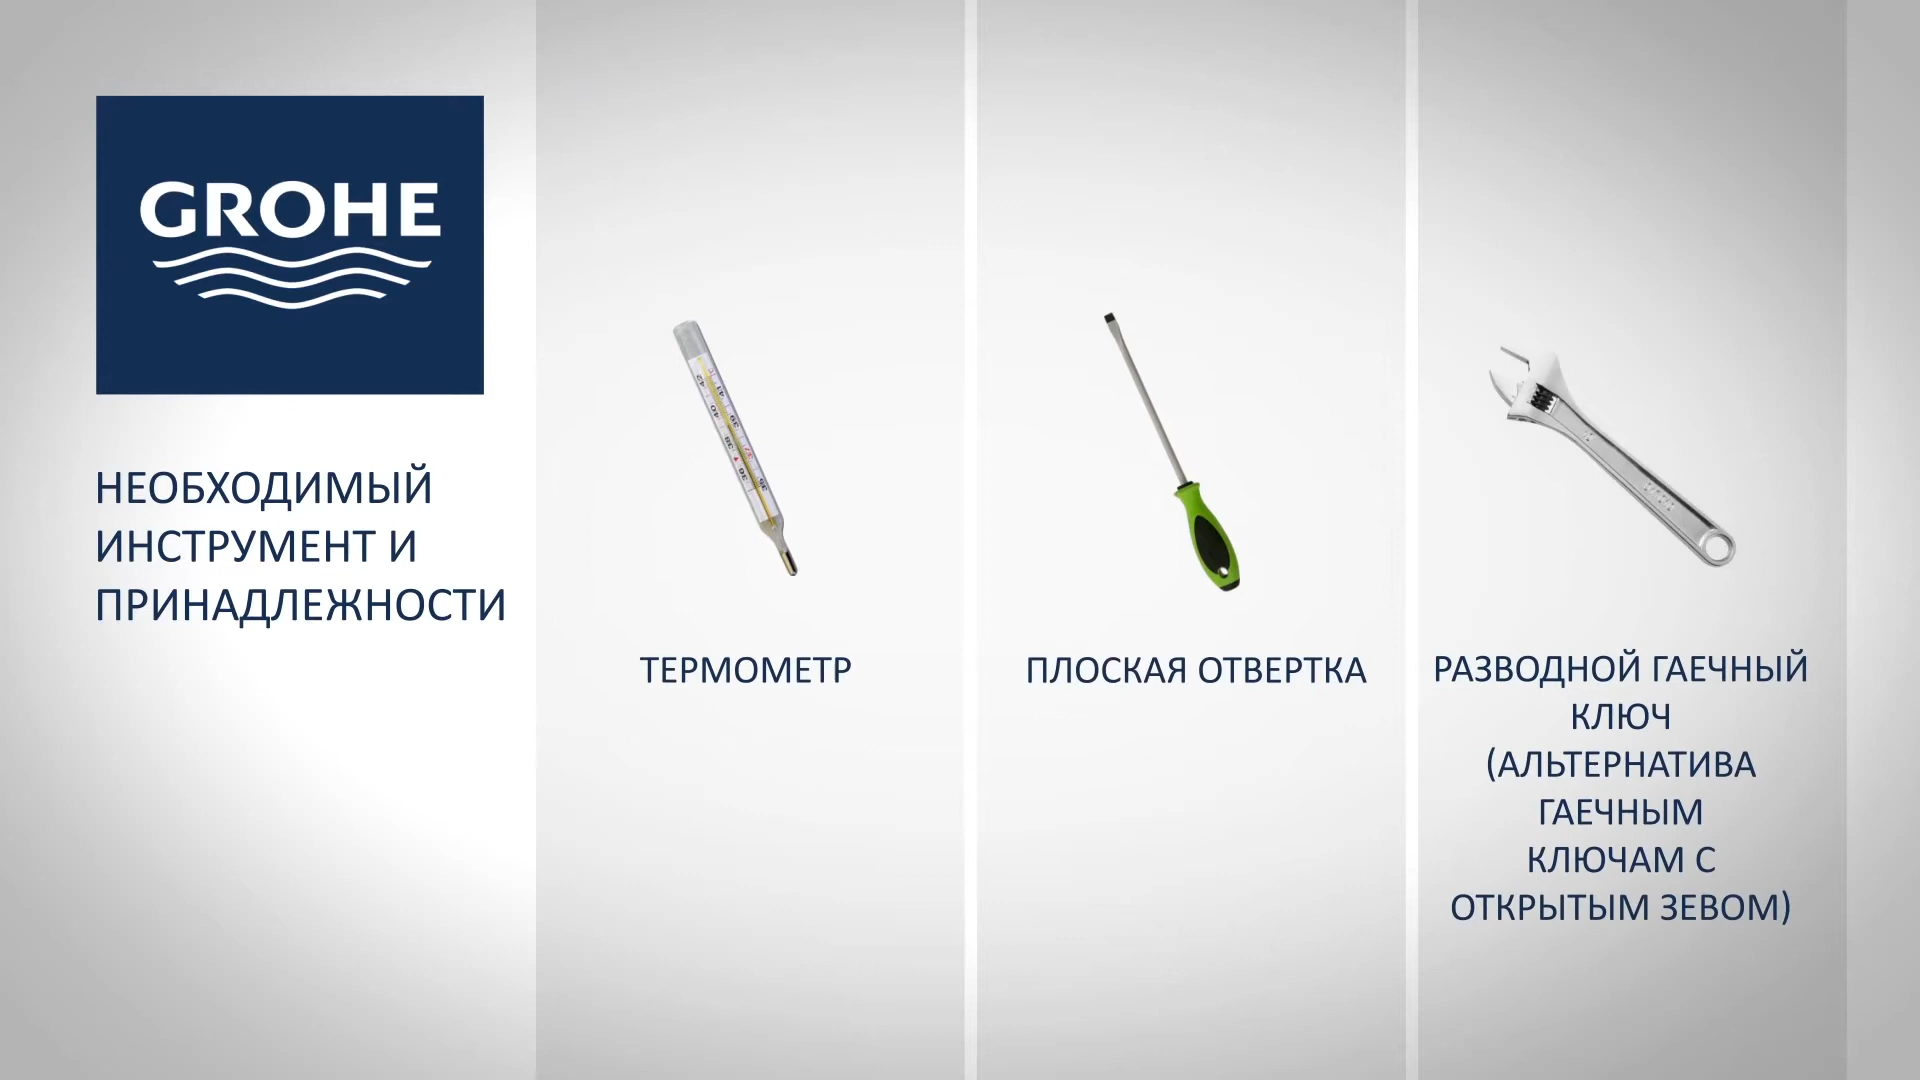 GROHE
НЕОБХОДИМЫЙ
ИНСТРУМЕНТ И
ПРИНАДЛЕЖНОСТИ
ТЕРМОМЕТР
ПЛОСКАЯ ОТВЕРТКА
РАЗВОДНОЙ ГАЕЧНЫЙ
КЛЮЧ
(АЛЬТЕРНАТИВА
ГАЕЧНЫМ
КЛЮЧАМ С
ОТКРЫТЫМ ЗЕВОМ)